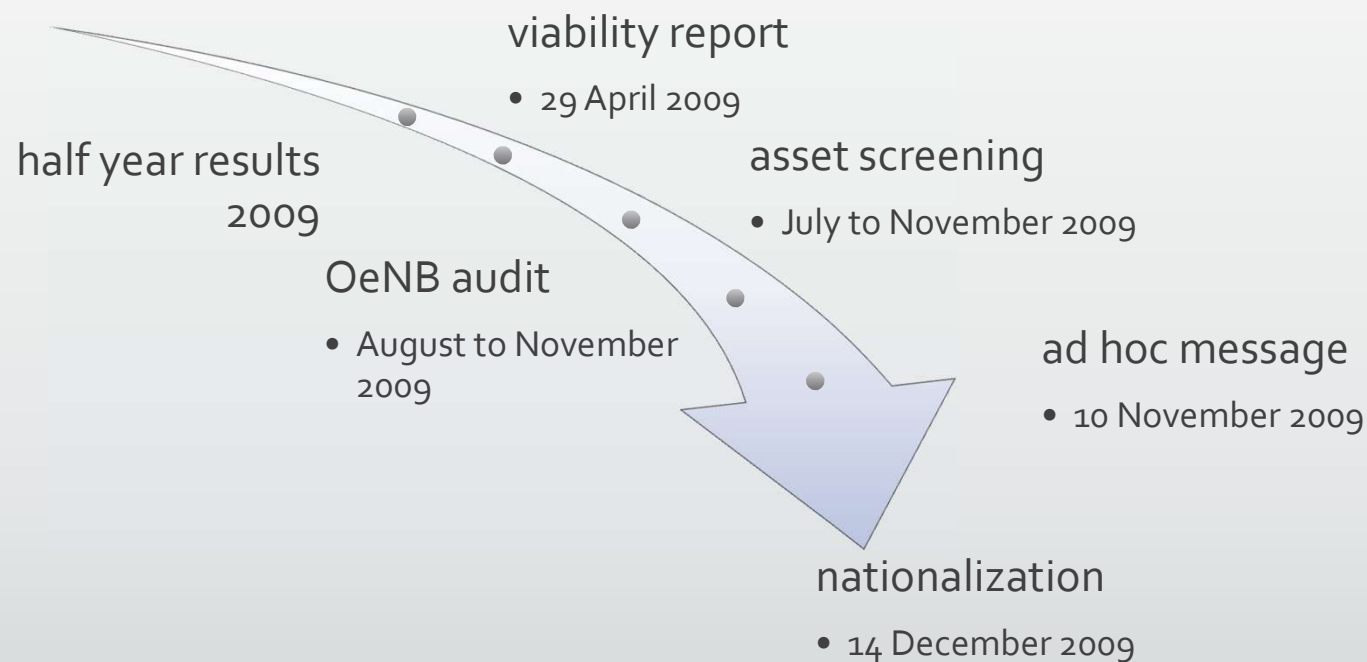 viability report
• 29 April 2009
half year results
2009
asset screening
• July to November 2009
OeNB audit
• August to November
2009
ad hoc message
• 10 November 2009
nationalization
• 14 December 2009